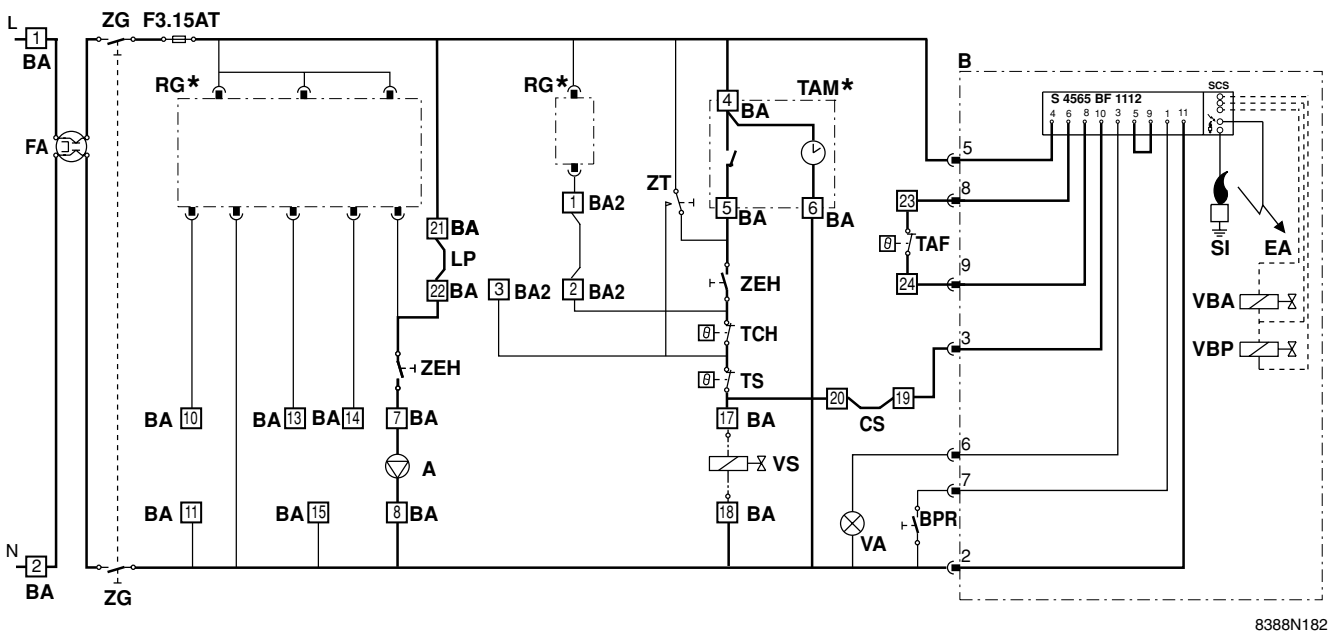 L
1
BA
ZG F3.15AT
RG*
RG*
4
BA
TAM*
B
S 4565 BF 1112
4 6 8 10 3 5 9 1 11
SCS
FA
5
ZT
1 BA2
5 BA
6 BA
23
8
TAF
θ
24
9
SI
EA
21 BA
LP
22 BA
3 BA2
2 BA2
ZEH
θ
TCH
θ
TS
VBA
VBP
3
ZEH
20
19
CS
BA 10
BA 13
BA 14
7 BA
17 BA
6
A
VS
7
BA 11
BA 15
8 BA
18 BA
VA
BPR
N
2
BA
ZG
2
8388N182